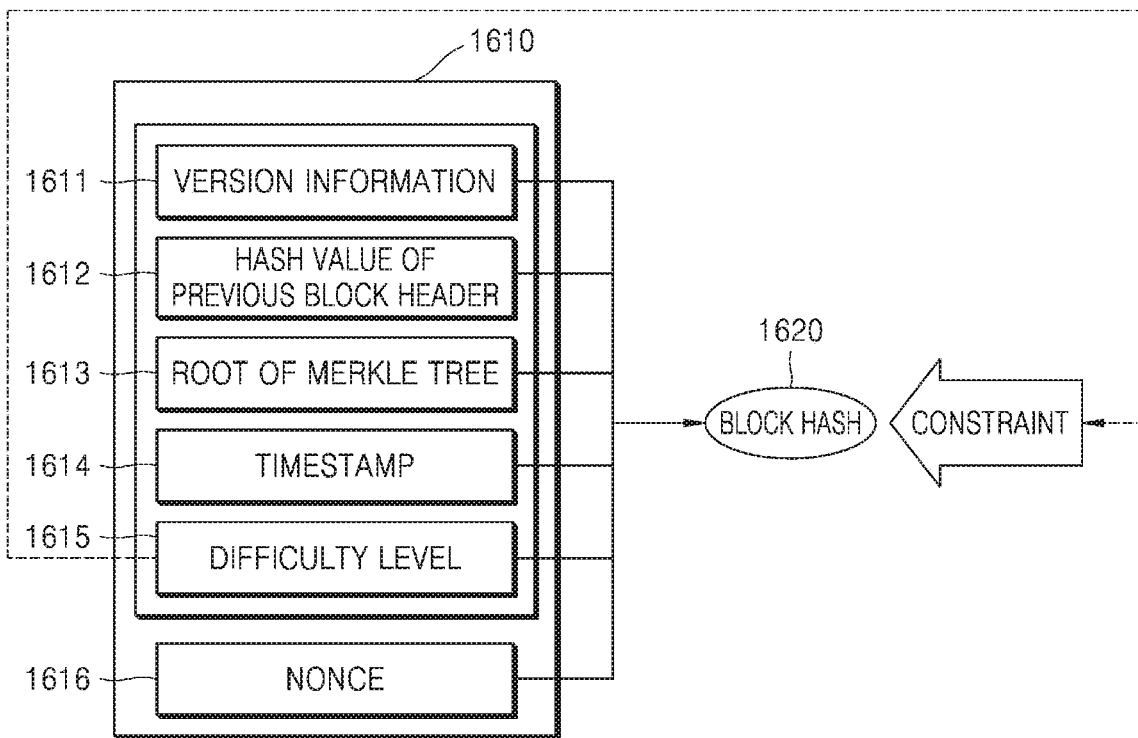 1610
1611
VERSION INFORMATION
1612
HASH VALUE OF
PREVIOUS BLOCK HEADER
1613
ROOT OF MERKLE TREE
1620
BLOCK HASH
CONSTRAINT
1614
TIMESTAMP
1615
DIFFICULTY LEVEL
1616
NONCE